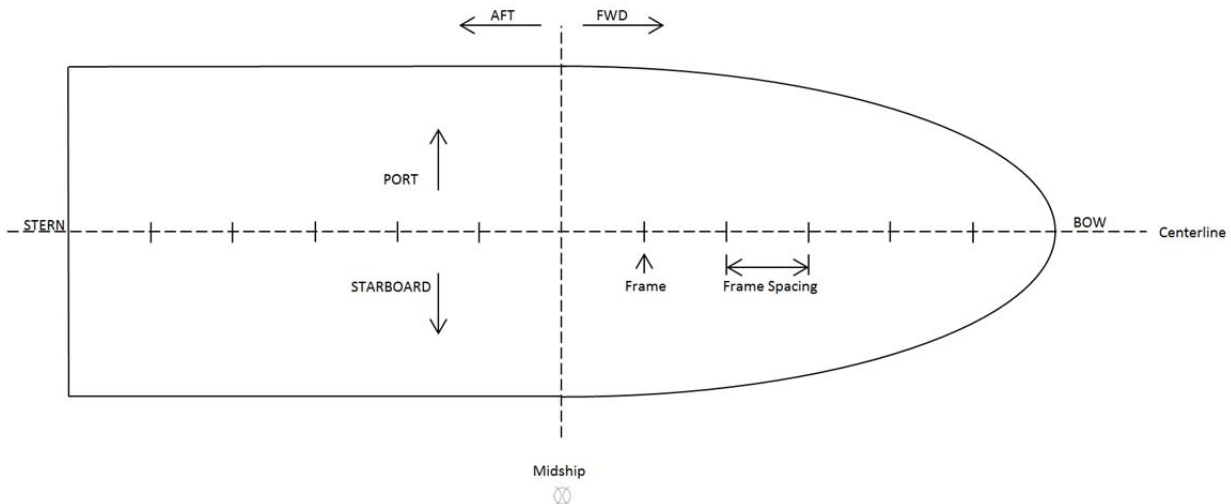 AFT
FWD
PORT
STERN
BOW
Centerline
STARBOARD
Frame
Frame Spacing
Midship